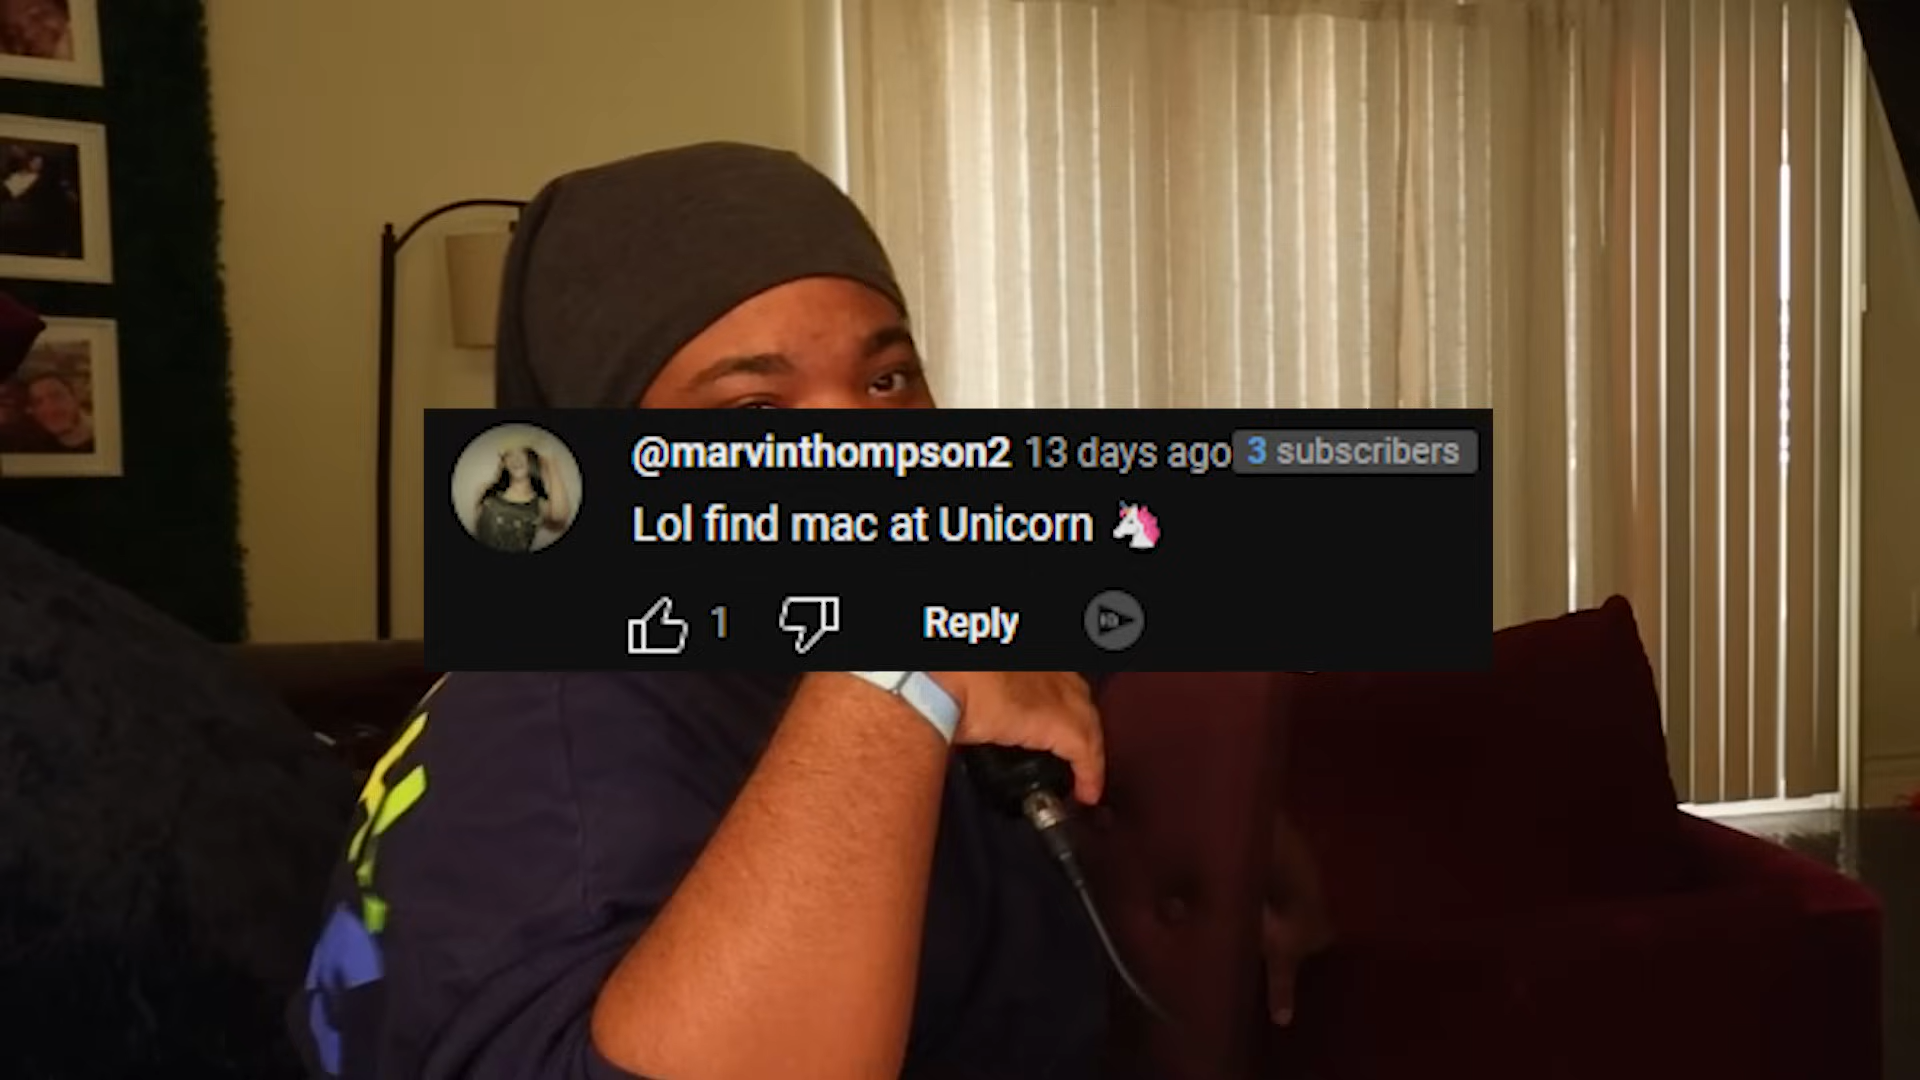 @marvinthompson2 13 days ago 3 subscribers
Lol find mac at Unicorn 🦄
1 Reply